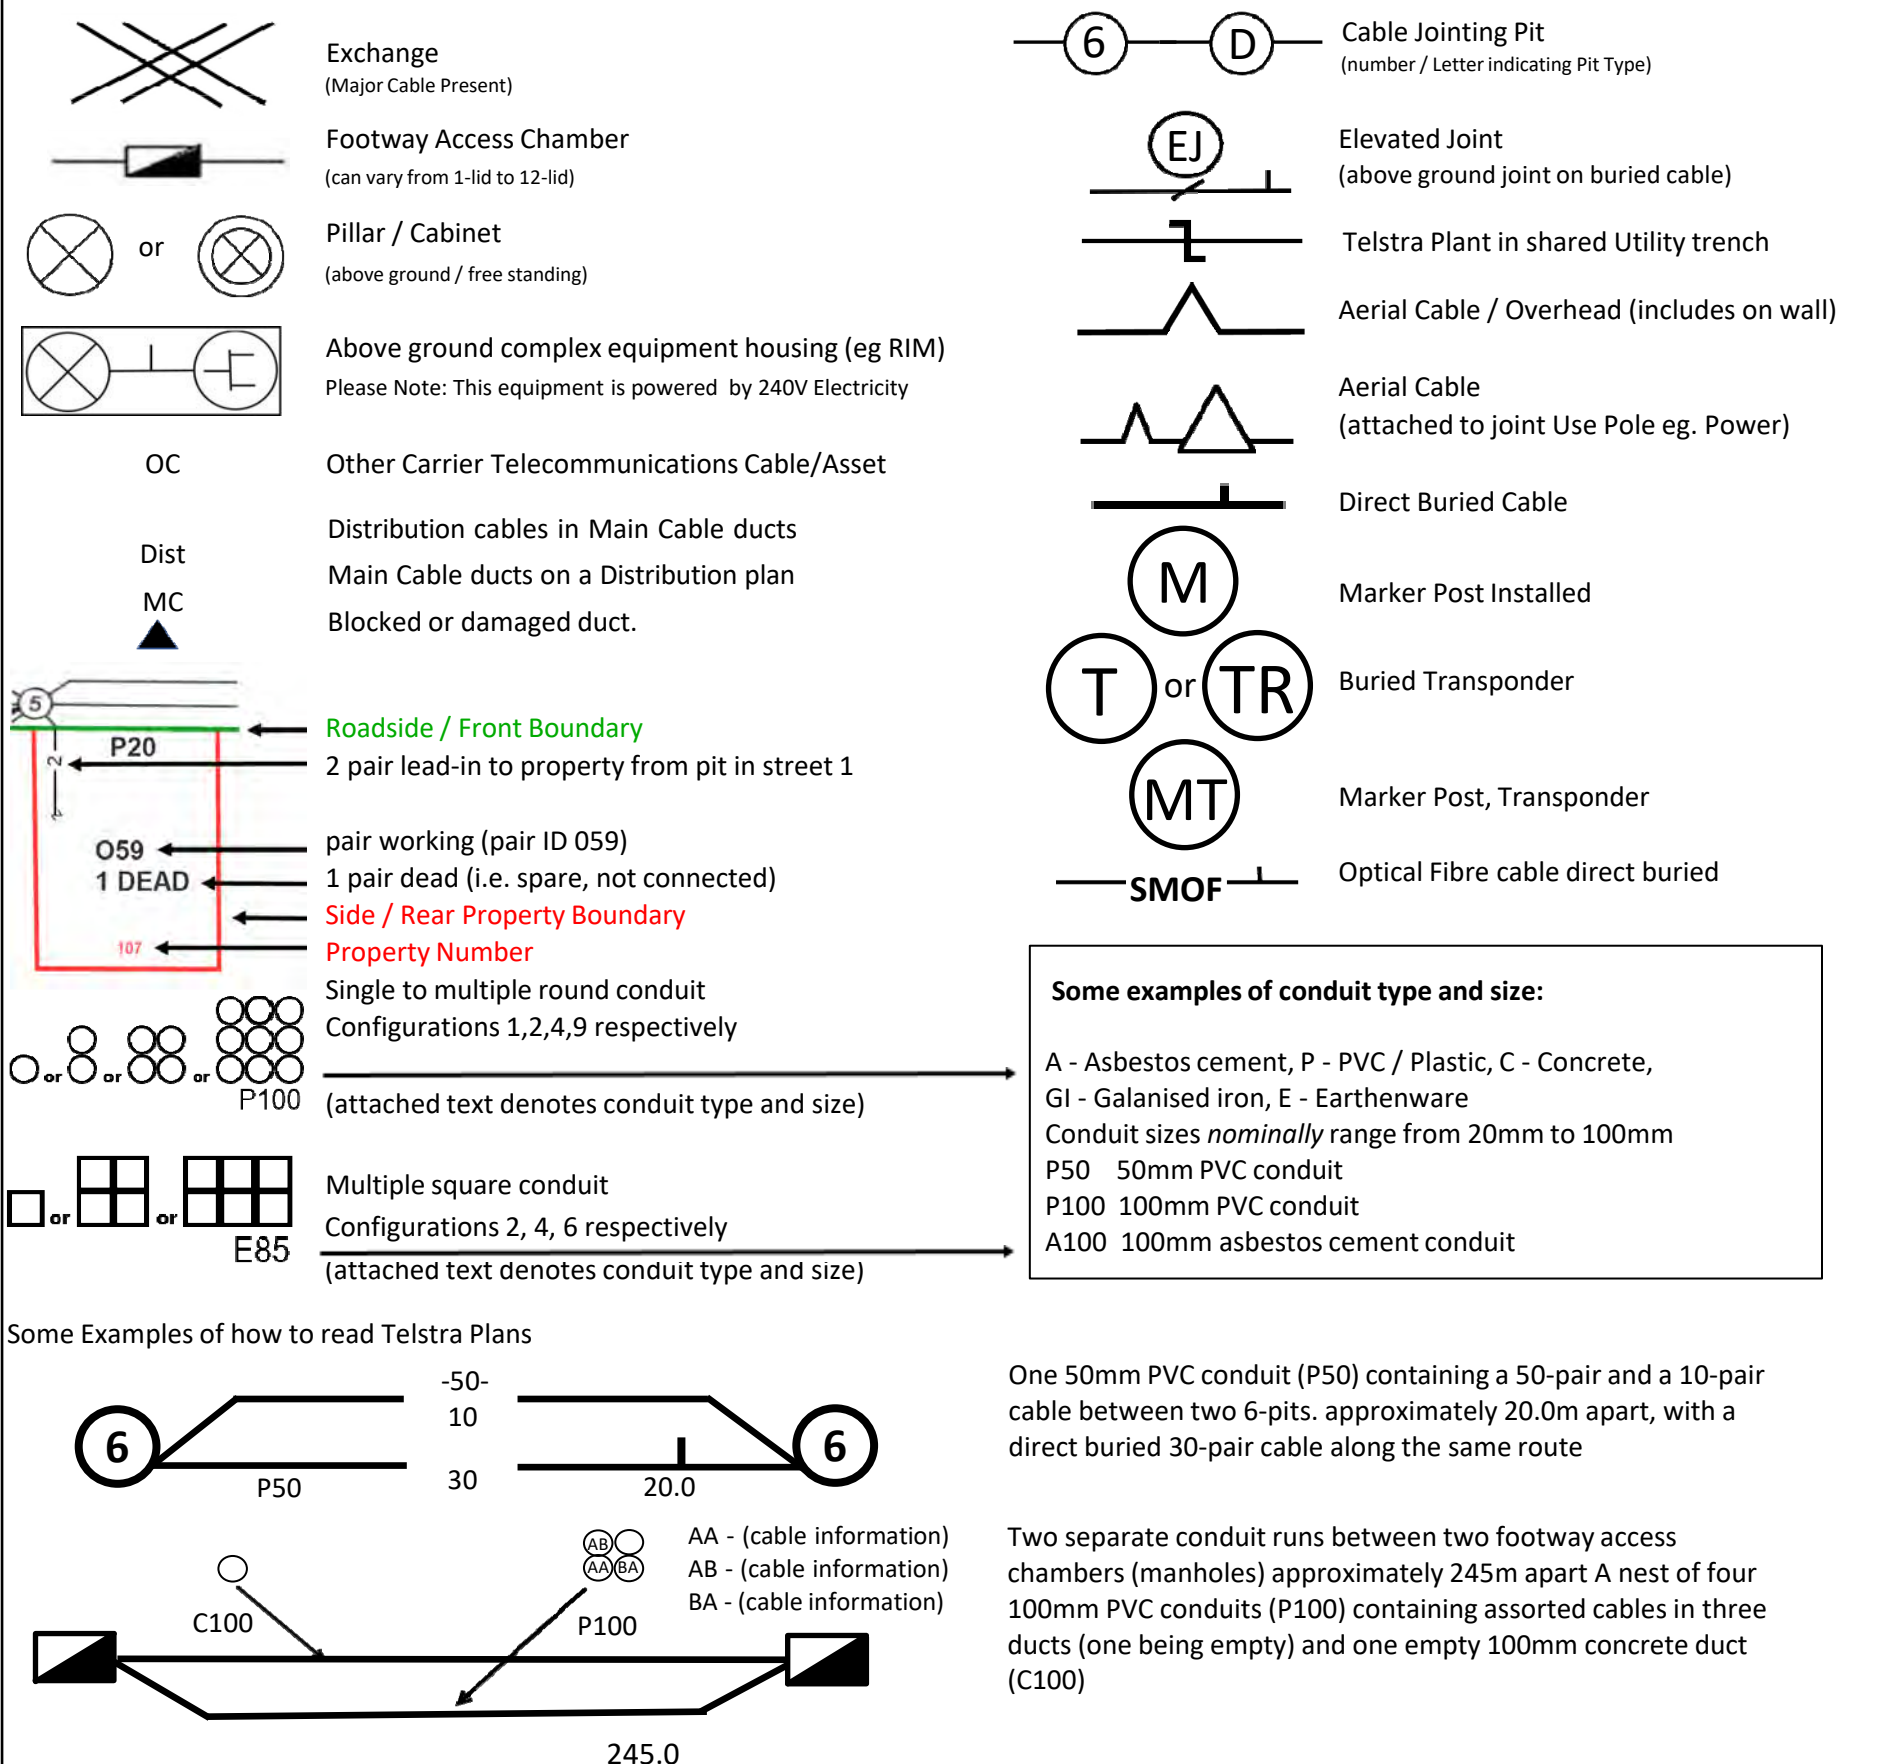 Exchange
(Major Cable Present)
Footway Access Chamber
(can vary from 1-lid to 12-lid)
or
Pillar / Cabinet
(above ground / free standing)
Above ground complex equipment housing (eg RIM)
Please Note: This equipment is powered by 240V Electricity
OC
Other Carrier Telecommunications Cable/Asset
Distribution cables in Main Cable ducts
Dist
Main Cable ducts on a Distribution plan
MC
Blocked or damaged duct.
5
Roadside / Front Boundary
P20
2
2 pair lead-in to property from pit in street 1
O59
pair working (pair ID 059)
1 DEAD
1 pair dead (i.e. spare, not connected)
Side / Rear Property Boundary
107
Property Number
Single to multiple round conduit
Configurations 1,2,4,9 respectively
or or or
P100
(attached text denotes conduit type and size)
Multiple square conduit
or or
Configurations 2, 4, 6 respectively
E85
(attached text denotes conduit type and size)
6 D
Cable Jointing Pit
(number / Letter indicating Pit Type)
EJ
Elevated Joint
(above ground joint on buried cable)
Telstra Plant in shared Utility trench
Aerial Cable / Overhead (includes on wall)
Aerial Cable
(attached to joint Use Pole eg. Power)
Direct Buried Cable
M
Marker Post Installed
T or TR
Buried Transponder
MT
Marker Post, Transponder
SMOF
Optical Fibre cable direct buried
Some examples of conduit type and size:
A - Asbestos cement, P - PVC / Plastic, C - Concrete,
GI - Galanised iron, E - Earthenware
Conduit sizes nominally range from 20mm to 100mm
P50 50mm PVC conduit
P100 100mm PVC conduit
A100 100mm asbestos cement conduit
Some Examples of how to read Telstra Plans
-50-
10
6
6
P50
30
20.0
One 50mm PVC conduit (P50) containing a 50-pair and a 10-pair
cable between two 6-pits. approximately 20.0m apart, with a
direct buried 30-pair cable along the same route
AB
AA BA
AA - (cable information)
AB - (cable information)
BA - (cable information)
C100
P100
245.0
Two separate conduit runs between two footway access
chambers (manholes) approximately 245m apart A nest of four
100mm PVC conduits (P100) containing assorted cables in three
ducts (one being empty) and one empty 100mm concrete duct
(C100)